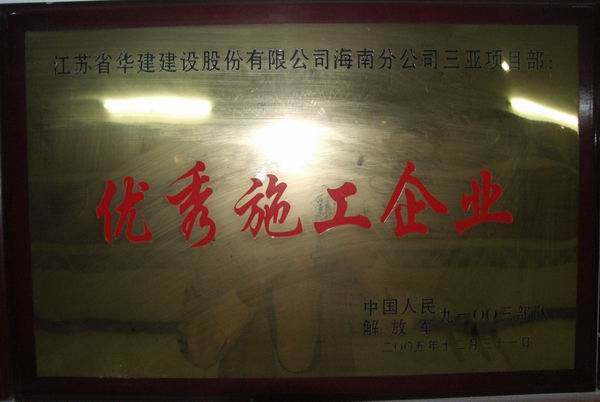 江苏省华建建设股份有限公司海南分公司三亚项目部：
优秀施工企业
中国人民
解放军
九一〇〇三部队
二〇〇五年十二月三十一日